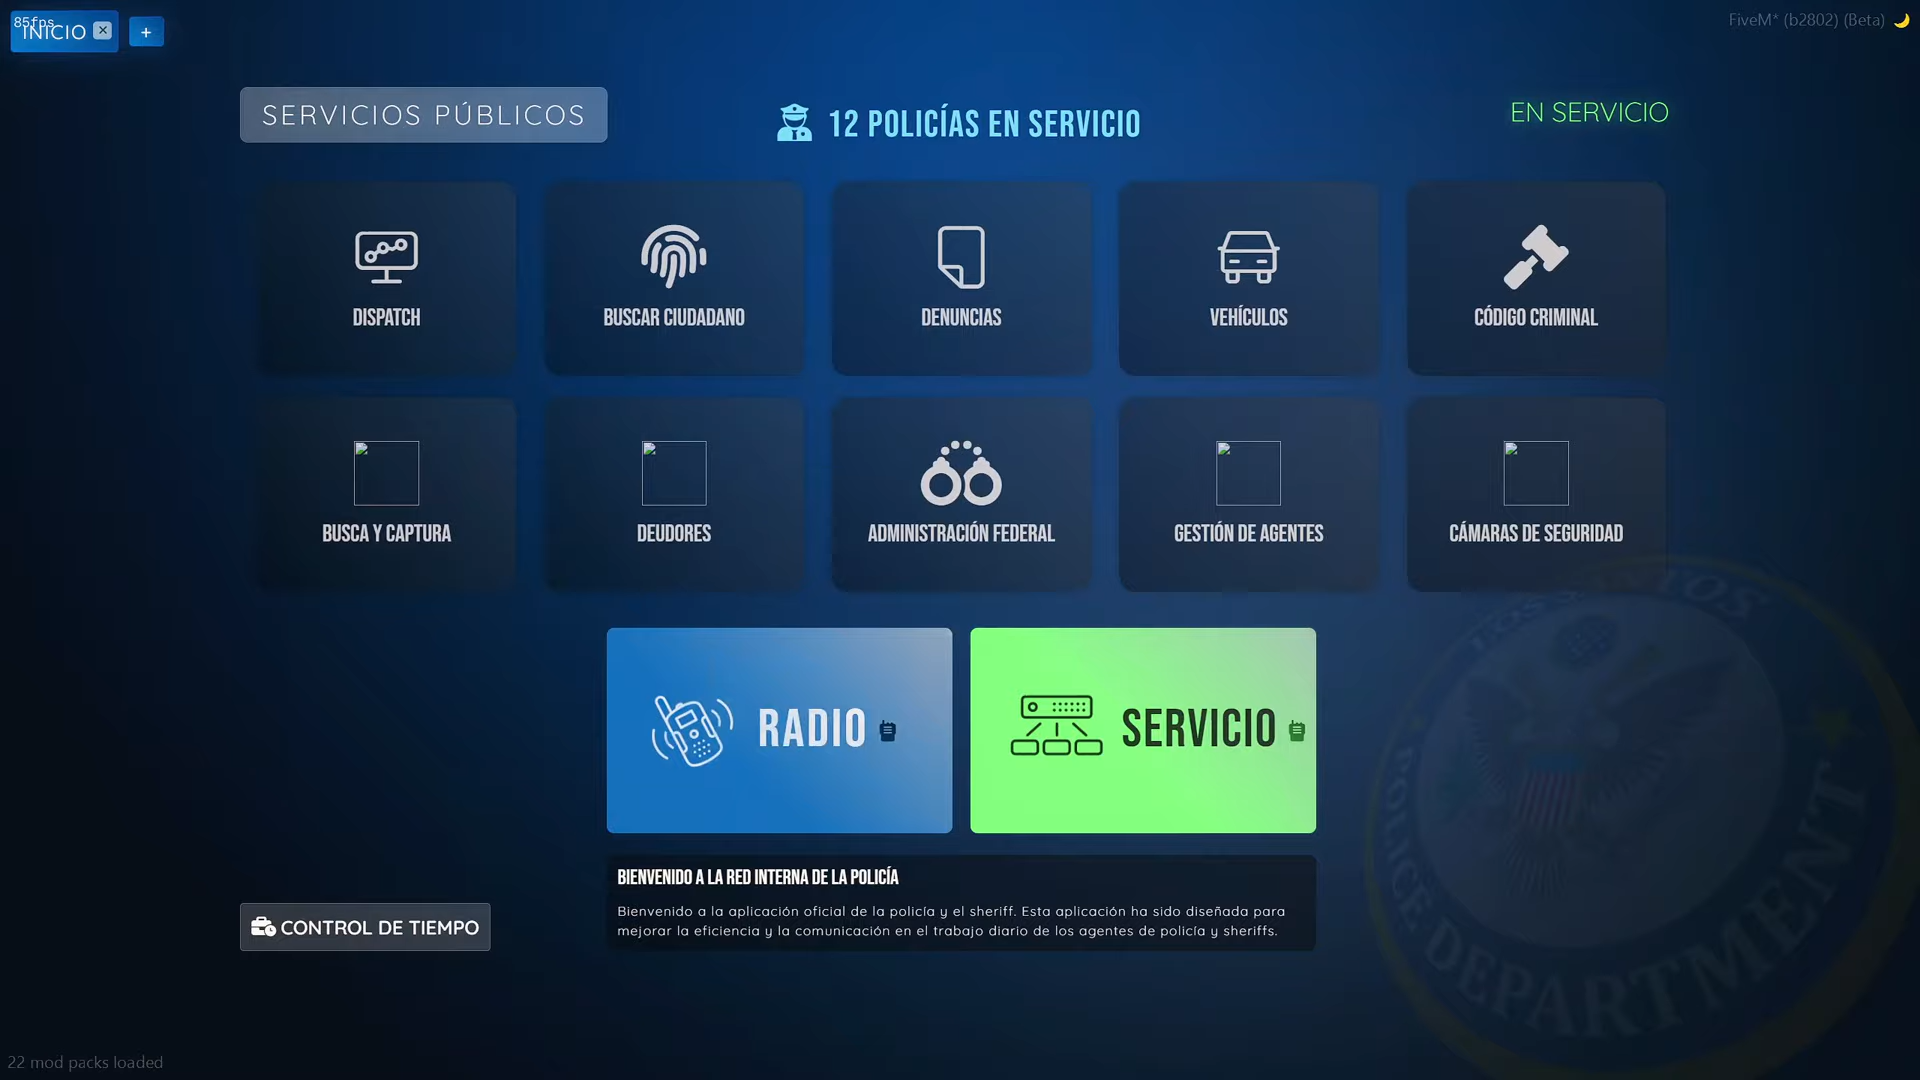 85fps
INICIO
+
FiveM* (b2802) (Beta)
SERVICIOS PÚBLICOS
12 POLICÍAS EN SERVICIO
EN SERVICIO
DISPATCH
BUSCAR CIUDADANO
DENUNCIAS
VEHÍCULOS
CÓDIGO CRIMINAL
BUSCA Y CAPTURA
DEUDORES
ADMINISTRACIÓN FEDERAL
GESTIÓN DE AGENTES
CÁMARAS DE SEGURIDAD
RADIO
SERVICIO
LOS SANTOS
POLICE DEPARTMENT
BIENVENIDO A LA RED INTERNA DE LA POLICÍA
Bienvenido a la aplicación oficial de la policía y el sheriff. Esta aplicación ha sido diseñada para
mejorar la eficiencia y la comunicación en el trabajo diario de los agentes de policía y sheriffs.
CONTROL DE TIEMPO
22 mod packs loaded